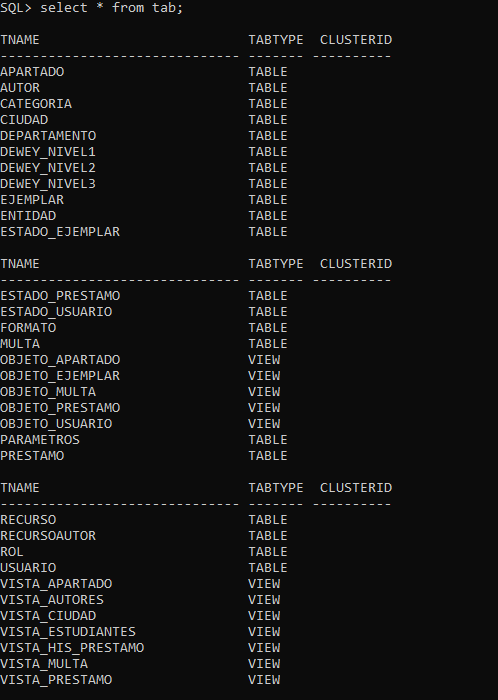 SQL> select * from tab;
TNAME                          TABTYPE  CLUSTERID
------------------------------ ------- ----------
APARTADO                       TABLE
AUTOR                          TABLE
CATEGORIA                      TABLE
CIUDAD                         TABLE
DEPARTAMENTO                   TABLE
DEWEY_NIVEL1                   TABLE
DEWEY_NIVEL2                   TABLE
DEWEY_NIVEL3                   TABLE
EJEMPLAR                       TABLE
ENTIDAD                        TABLE
ESTADO_EJEMPLAR                TABLE
TNAME                          TABTYPE  CLUSTERID
------------------------------ ------- ----------
ESTADO_PRESTAMO                TABLE
ESTADO_USUARIO                 TABLE
FORMATO                        TABLE
MULTA                          TABLE
OBJETO_APARTADO                VIEW
OBJETO_EJEMPLAR                VIEW
OBJETO_MULTA                   VIEW
OBJETO_PRESTAMO                VIEW
OBJETO_USUARIO                 VIEW
PARAMETROS                     TABLE
PRESTAMO                       TABLE
TNAME                          TABTYPE  CLUSTERID
------------------------------ ------- ----------
RECURSO                        TABLE
RECURSOAUTOR                   TABLE
ROL                            TABLE
USUARIO                        TABLE
VISTA_APARTADO                 VIEW
VISTA_AUTORES                  VIEW
VISTA_CIUDAD                   VIEW
VISTA_ESTUDIANTES              VIEW
VISTA_HIS_PRESTAMO             VIEW
VISTA_MULTA                    VIEW
VISTA_PRESTAMO                 VIEW